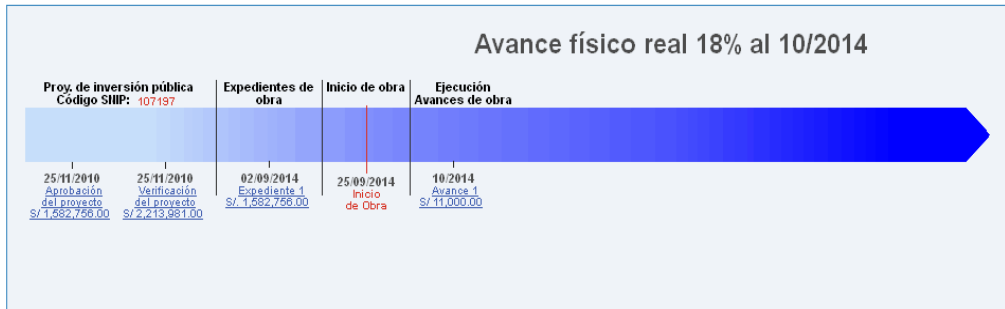 Avance físico real 18% al 10/2014
Proy. de inversión pública
Código SNIP: 107197
Expedientes de
obra
Inicio de obra
Ejecución
Avances de obra
25/11/2010
Aprobación
del proyecto
S/ 1,582,756.00
25/11/2010
Verificación
del proyecto
S/ 2,213,981.00
02/09/2014
Expediente 1
S/. 1,582,756.00
25/09/2014
Inicio
de Obra
10/2014
Avance 1
S/ 11,000.00